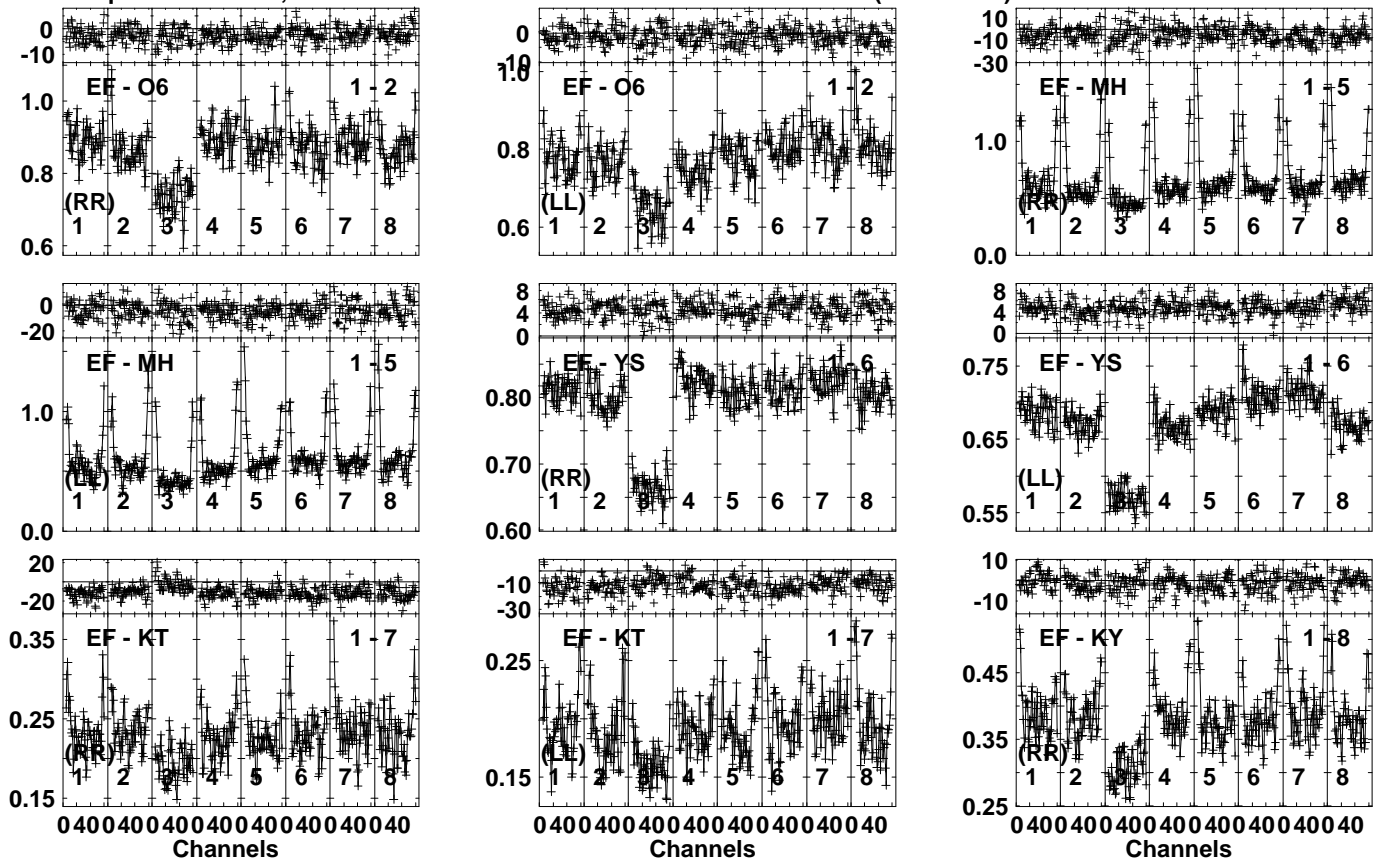 0
-10
EF - O6
1 - 2
1.0
0.8
0.6
(RR)
1 2 3 4 5 6 7 8
0
-10
1.0
EF - O6
1 - 2
0.8
0.6
(LL)
1 2 3 4 5 6 7 8
10
-10
-30
EF - MH
1 - 5
1.0
0.0
(RR)
1 2 3 4 5 6 7 8
0
-20
EF - MH
1 - 5
1.0
0.0
(LL)
1 2 3 4 5 6 7 8
8
4
0
EF - YS
1 - 6
0.80
0.70
0.60
(RR)
1 2 3 4 5 6 7 8
8
4
0
EF - YS
1 - 6
0.75
0.65
0.55
(LL)
1 2 3 4 5 6 7 8
20
-20
EF - KT
1 - 7
0.35
0.25
0.15
(RR)
1 2 3 4 5 6 7 8
0 40 0 40 0 40 0 40 0 40 0 40 0 40 0 40
Channels
-10
-30
EF - KT
1 - 7
0.25
0.15
(LL)
1 2 3 4 5 6 7 8
0 40 0 40 0 40 0 40 0 40 0 40 0 40 0 40
Channels
10
-10
EF - KY
1 - 8
0.45
0.35
0.25
(RR)
1 2 3 4 5 6 7 8
0 40 0 40 0 40 0 40 0 40 0 40 0 40 0 40
Channels